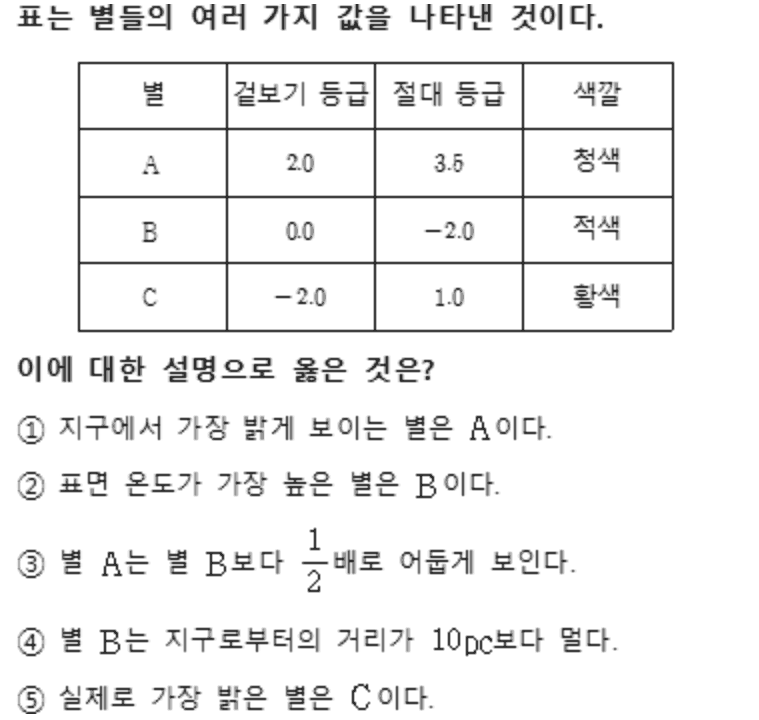 표는 별들의 여러 가지 값을 나타낸 것이다.
별 겉보기 등급 절대 등급 색깔
A 2.0 3.5 청색
B 0.0 −2.0 적색
C −2.0 1.0 황색
이에 대한 설명으로 옳은 것은?
① 지구에서 가장 밝게 보이는 별은 A이다.
② 표면 온도가 가장 높은 별은 B이다.
③ 별 A는 별 B보다 1/2배로 어둡게 보인다.
④ 별 B는 지구로부터의 거리가 10pc보다 멀다.
⑤ 실제로 가장 밝은 별은 C이다.